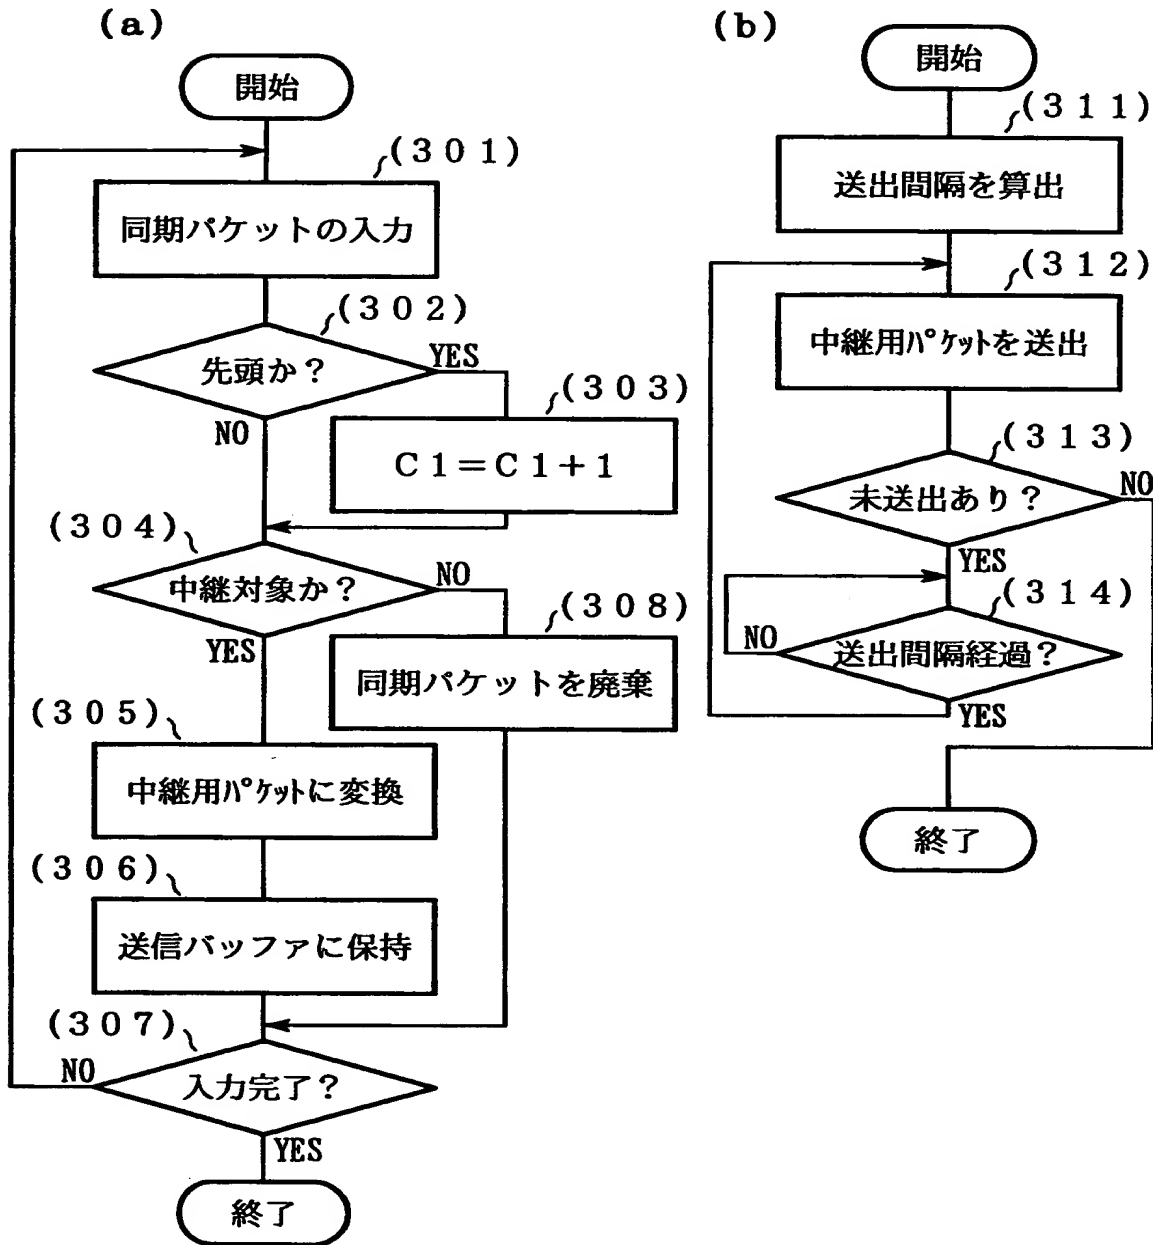 (a)
開始
(301)
同期パケットの入力
(302)
先頭か?
YES
NO
(303)
C1=C1+1
(304)
中継対象か?
NO
YES
(308)
同期パケットを廃棄
(305)
中継用パケットに変換
(306)
送信バッファに保持
(307)
NO
入力完了?
YES
終了
(b)
開始
(311)
送出間隔を算出
(312)
中継用パケットを送出
(313)
未送出あり?
NO
YES
(314)
NO
送出間隔経過?
YES
終了